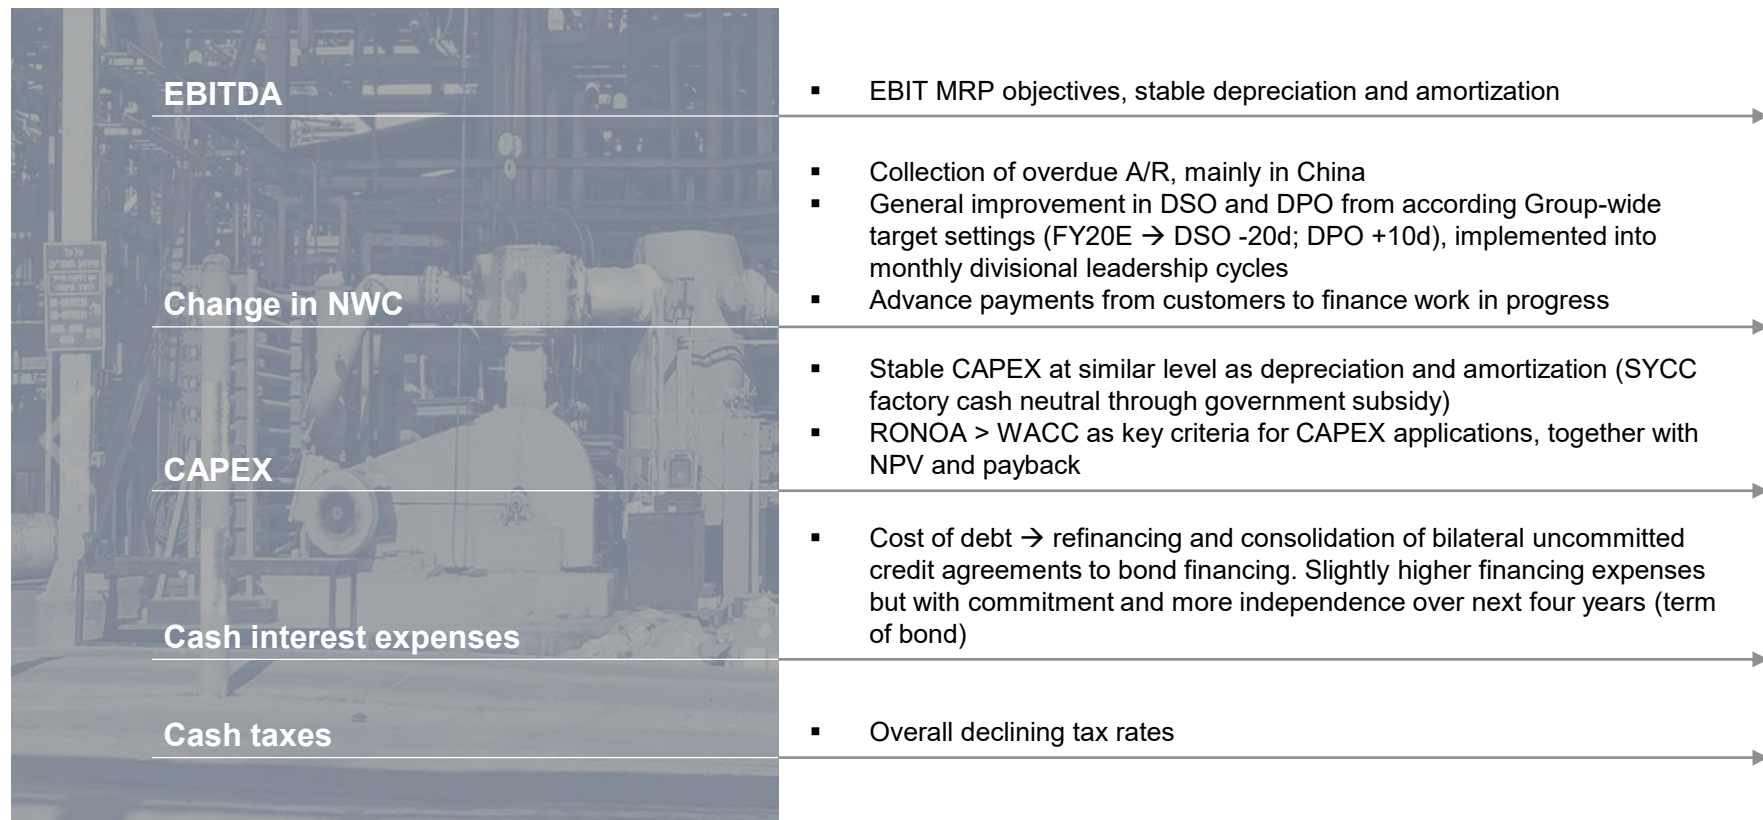 EBITDA
▪ EBIT MRP objectives, stable depreciation and amortization
Change in NWC
▪ Collection of overdue A/R, mainly in China
▪ General improvement in DSO and DPO from according Group-wide
target settings (FY20E → DSO -20d; DPO +10d), implemented into
monthly divisional leadership cycles
▪ Advance payments from customers to finance work in progress
CAPEX
▪ Stable CAPEX at similar level as depreciation and amortization (SYCC
factory cash neutral through government subsidy)
▪ RONOA > WACC as key criteria for CAPEX applications, together with
NPV and payback
Cash interest expenses
▪ Cost of debt → refinancing and consolidation of bilateral uncommitted
credit agreements to bond financing. Slightly higher financing expenses
but with commitment and more independence over next four years (term
of bond)
Cash taxes
▪ Overall declining tax rates